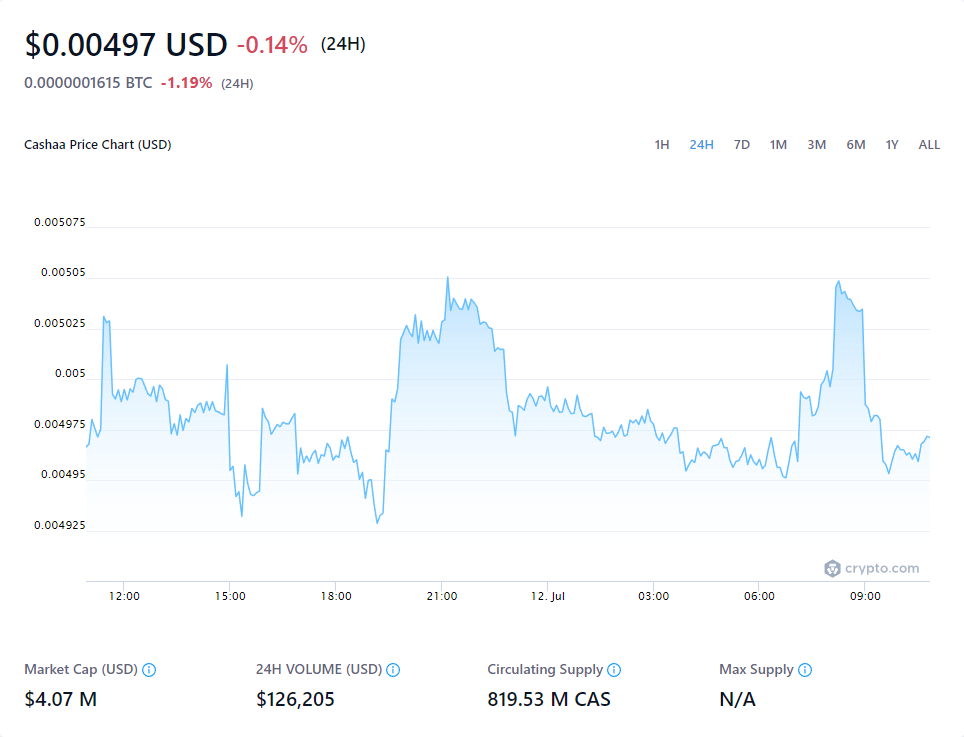 $0.00497 USD -0.14% (24H)
0.0000001615 BTC -1.19% (24H)
Cashaa Price Chart (USD)
1H 24H 7D 1M 3M 6M 1Y ALL
0.005075
0.00505
0.005025
0.005
0.004975
0.00495
0.004925
crypto.com
12:00 15:00 18:00 21:00 12. Jul 03:00 06:00 09:00
Market Cap (USD) 24H VOLUME (USD) Circulating Supply Max Supply
$4.07 M $126,205 819.53 M CAS N/A